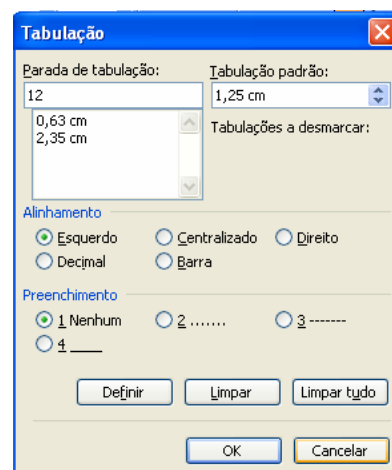 Tabulação
Parada de tabulação:
Tabulação padrão:
12
1,25 cm
0,63 cm
2,35 cm
Tabulações a desmarcar:
Alinhamento
Esquerdo
Centralizado
Direito
Decimal
Barra
Preenchimento
1 Nenhum
2 .......
3 -------
4 ____
Definir
Limpar
Limpar tudo
OK
Cancelar